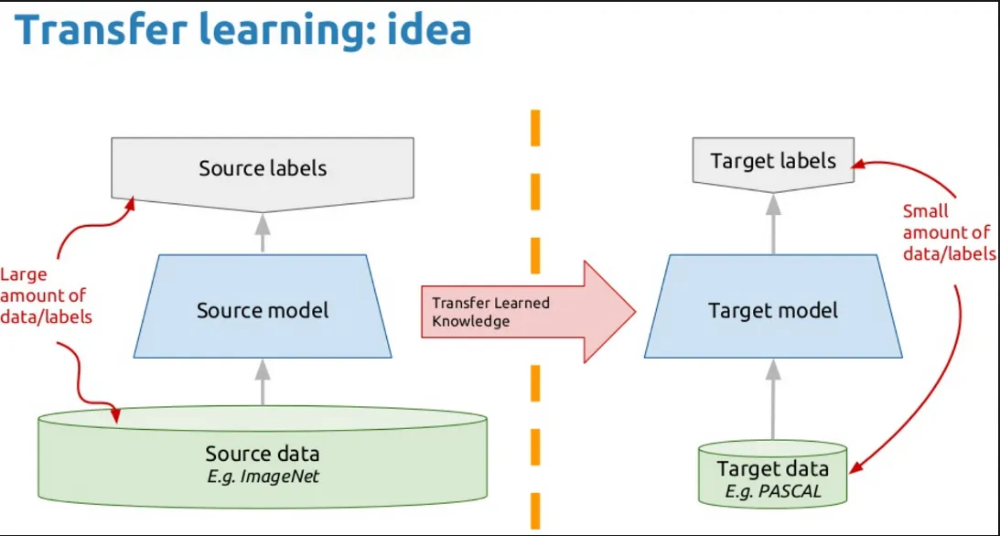 Transfer learning: idea
Source labels
Large
amount of
data/labels
Source model
Source data
E.g. ImageNet
Transfer Learned
Knowledge
Target labels
Small
amount of
data/labels
Target model
Target data
E.g. PASCAL